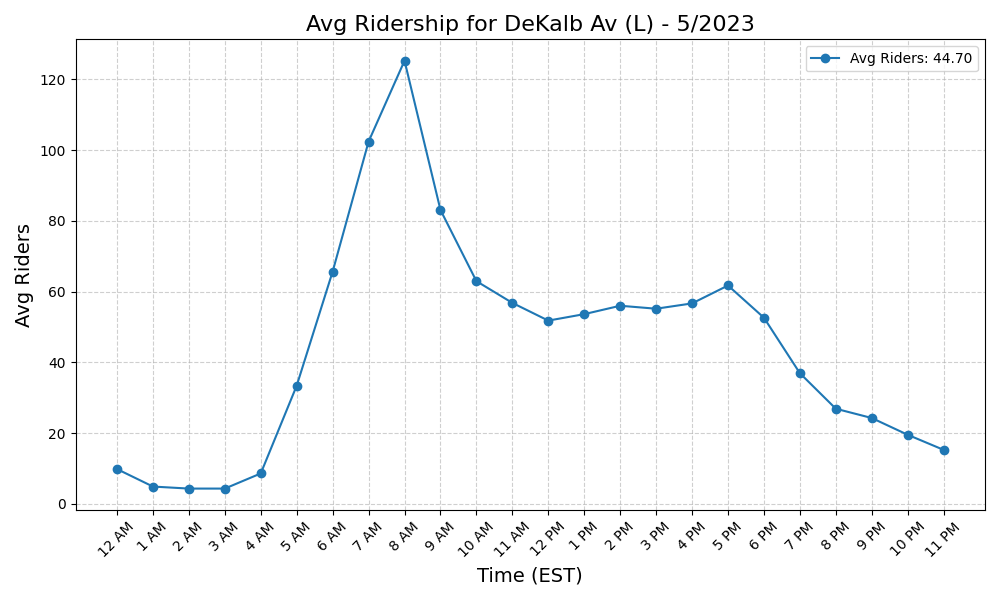 Avg Ridership for DeKalb Av (L) - 5/2023
Avg Riders: 44.70
Avg Riders
120
100
80
60
40
20
0
12 AM
1 AM
2 AM
3 AM
4 AM
5 AM
6 AM
7 AM
8 AM
9 AM
10 AM
11 AM
12 PM
1 PM
2 PM
3 PM
4 PM
5 PM
6 PM
7 PM
8 PM
9 PM
10 PM
11 PM
Time (EST)